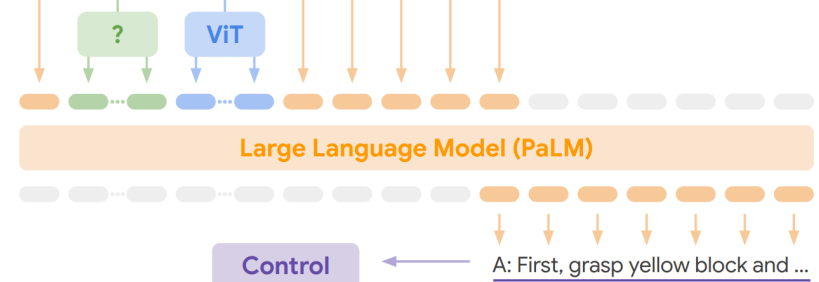 ?
ViT
Large Language Model (PaLM)
Control
A: First, grasp yellow block and ...